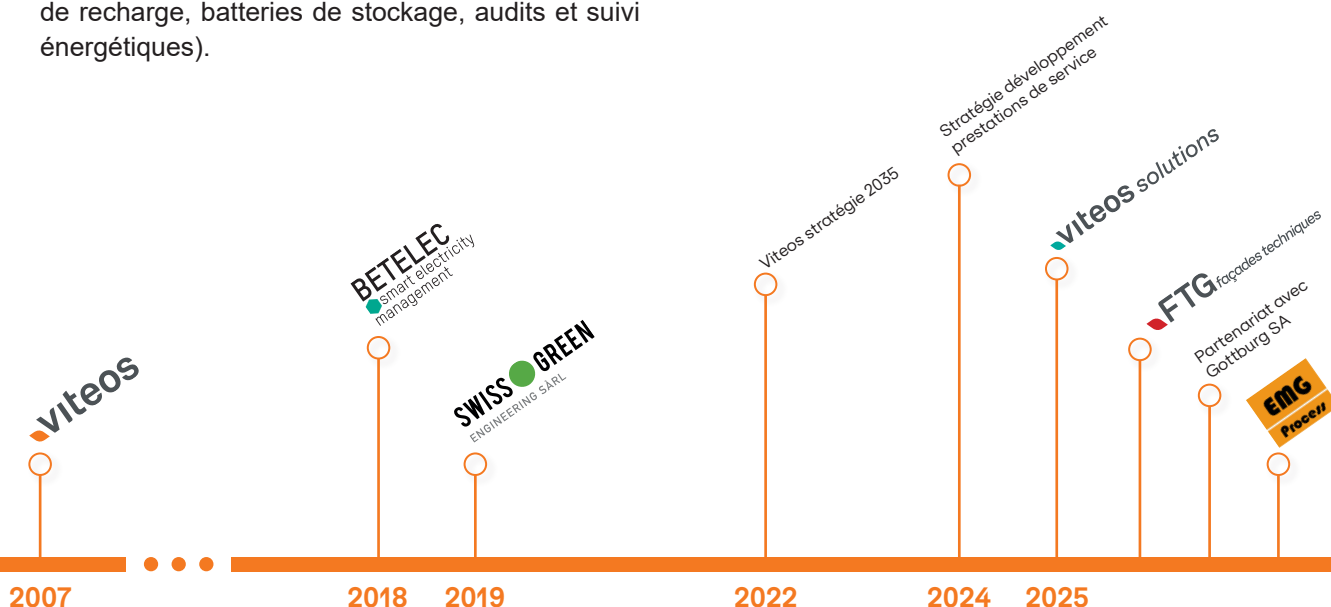 de recharge, batteries de stockage, audits et suivi
énergétiques).
viteos
BETELEC
smart electricity
management
SWISS GREEN
ENGINEERING SÀRL
Viteos stratégie 2035
Stratégie développement
prestations de service
viteos solutions
FTG façades techniques
Partenariat avec
Gottburg SA
EMG
Process
2007
2018
2019
2022
2024
2025